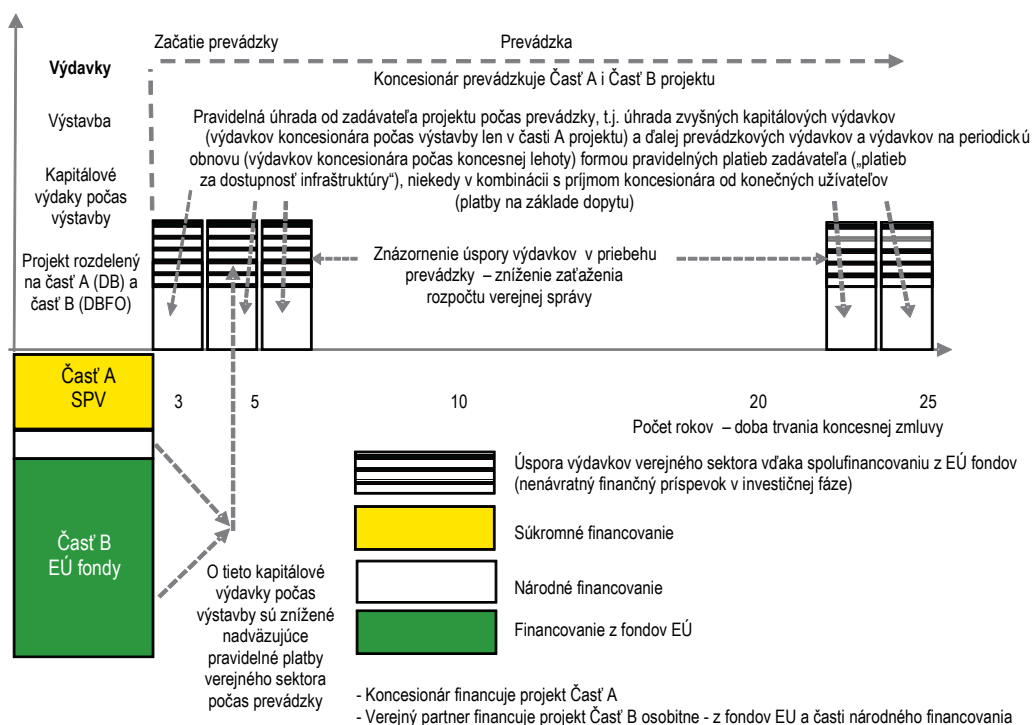 Začatie prevádzky
Prevádzka
Výdavky
Koncesionár prevádzkuje Časť A i Časť B projektu
Výstavba
Pravidelná úhrada od zadávateľa projektu počas prevádzky, t.j. úhrada zvyšných kapitálových výdavkov
(výdavkov koncesionára počas výstavby len v časti A projektu) a ďalej prevádzkových výdavkov a výdavkov na periodickú
obnovu (výdavkov koncesionára počas koncesnej lehoty) formou pravidelných platieb zadávateľa („platieb
za dostupnosť infraštruktúry“), niekedy v kombinácii s príjmom koncesionára od konečných užívateľov
(platby na základe dopytu)
Kapitálové
výdaky počas
výstavby
Projekt rozdelený
na časť A (DB) a
časť B (DBFO)
Znázornenie úspory výdavkov v priebehu
prevádzky – zníženie zaťaženia
rozpočtu verejnej správy
Časť A
SPV
3
5
10
20
25
Počet rokov – doba trvania koncesnej zmluvy
Časť B
EÚ fondy
O tieto kapitálové
výdavky počas
výstavby sú znížené
nadväzujúce
pravidelné platby
verejného sektora
počas prevádzky
Úspora výdavkov verejného sektora vďaka spolufinancovaniu z EÚ fondov
(nenávratný finančný príspevok v investičnej fáze)
Súkromné financovanie
Národné financovanie
Financovanie z fondov EÚ
- Koncesionár financuje projekt Časť A
- Verejný partner financuje projekt Časť B osobitne - z fondov EU a časti národného financovania